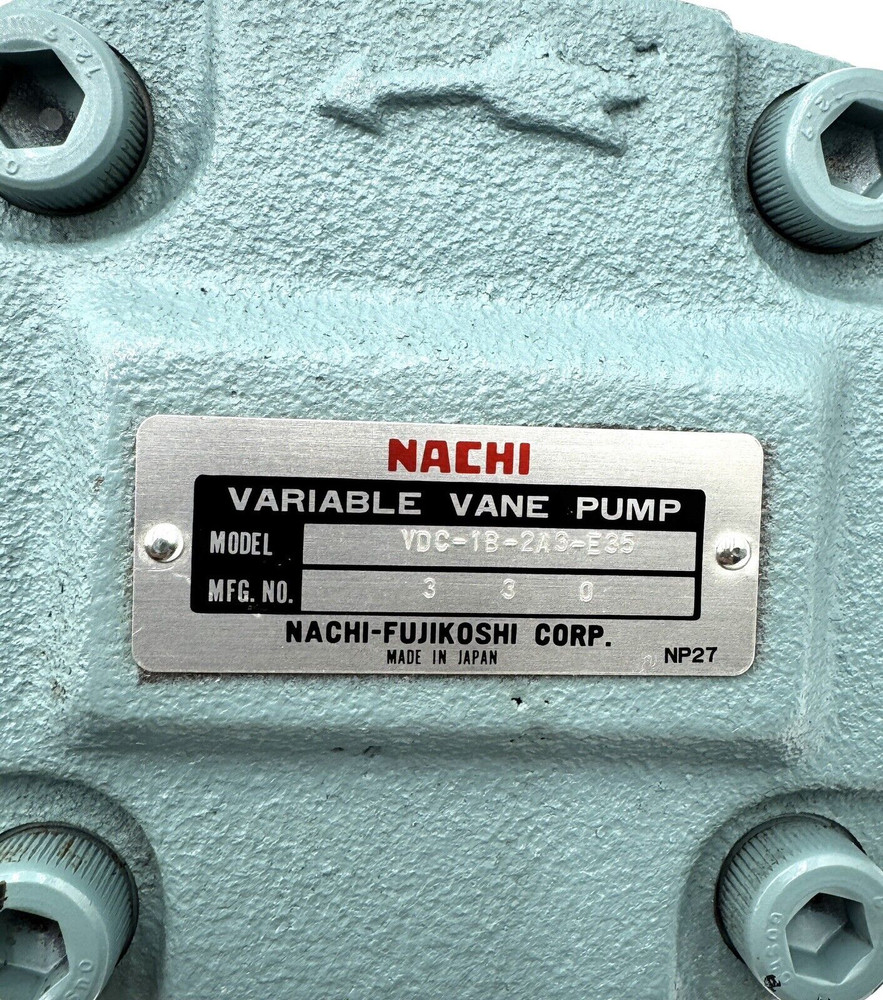 NACHI
VARIABLE VANE PUMP
MODEL VDC-1B-2A3-E35
MFG. NO. 3 3 0
NACHI-FUJIKOSHI CORP.
MADE IN JAPAN NP27